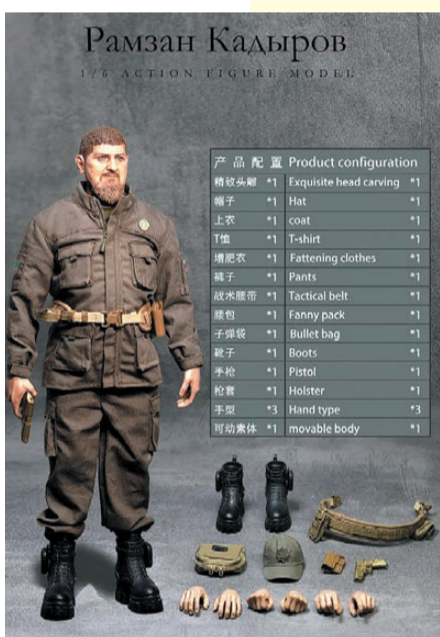 Рамзан Кадыров
1/6 ACTION FIGURE MODEL
产品配置 Product configuration
精致头雕 *1 Exquisite head carving *1
帽子 *1 Hat *1
上衣 *1 coat *1
T恤 *1 T-shirt *1
增肥衣 *1 Fattening clothes *1
裤子 *1 Pants *1
战术腰带 *1 Tactical belt *1
腰包 *1 Fanny pack *1
子弹袋 *1 Bullet bag *1
靴子 *1 Boots *1
手枪 *1 Pistol *1
枪套 *1 Holster *1
手型 *3 Hand type *3
可动素体 *1 movable body *1